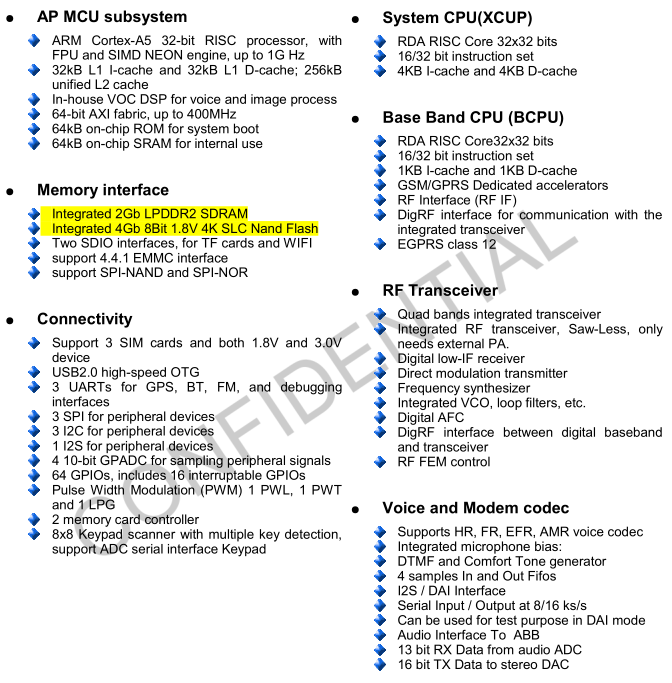 AP MCU subsystem
ARM Cortex-A5 32-bit RISC processor, with
FPU and SIMD NEON engine, up to 1G Hz
32kB L1 I-cache and 32kB L1 D-cache; 256kB
unified L2 cache
In-house VOC DSP for voice and image process
64-bit AXI fabric, up to 400MHz
64kB on-chip ROM for system boot
64kB on-chip SRAM for internal use
Memory interface
Integrated 2Gb LPDDR2 SDRAM
Integrated 4Gb 8Bit 1.8V 4K SLC Nand Flash
Two SDIO interfaces, for TF cards and WIFI
support 4.4.1 EMMC interface
support SPI-NAND and SPI-NOR
Connectivity
Support 3 SIM cards and both 1.8V and 3.0V
device
USB2.0 high-speed OTG
3 UARTs for GPS, BT, FM, and debugging
interfaces
3 SPI for peripheral devices
3 I2C for peripheral devices
1 I2S for peripheral devices
4 10-bit GPADC for sampling peripheral signals
64 GPIOs, includes 16 interruptable GPIOs
Pulse Width Modulation (PWM) 1 PWL, 1 PWT
and 1 LPG
2 memory card controller
8x8 Keypad scanner with multiple key detection,
support ADC serial interface Keypad
System CPU(XCUP)
RDA RISC Core 32x32 bits
16/32 bit instruction set
4KB I-cache and 4KB D-cache
Base Band CPU (BCPU)
RDA RISC Core32x32 bits
16/32 bit instruction set
1KB I-cache and 1KB D-cache
GSM/GPRS Dedicated accelerators
RF Interface (RF IF)
DigRF interface for communication with the
integrated transceiver
EGPRS class 12
RF Transceiver
Quad bands integrated transceiver
Integrated RF transceiver, Saw-Less, only
needs external PA.
Digital low-IF receiver
Direct modulation transmitter
Frequency synthesizer
Integrated VCO, loop filters, etc.
Digital AFC
DigRF interface between digital baseband
and transceiver
RF FEM control
Voice and Modem codec
Supports HR, FR, EFR, AMR voice codec
Integrated microphone bias:
DTMF and Comfort Tone generator
4 samples In and Out Fifos
I2S / DAI Interface
Serial Input / Output at 8/16 ks/s
Can be used for test purpose in DAI mode
Audio Interface To ABB
13 bit RX Data from audio ADC
16 bit TX Data to stereo DAC
CONFIDENTIAL